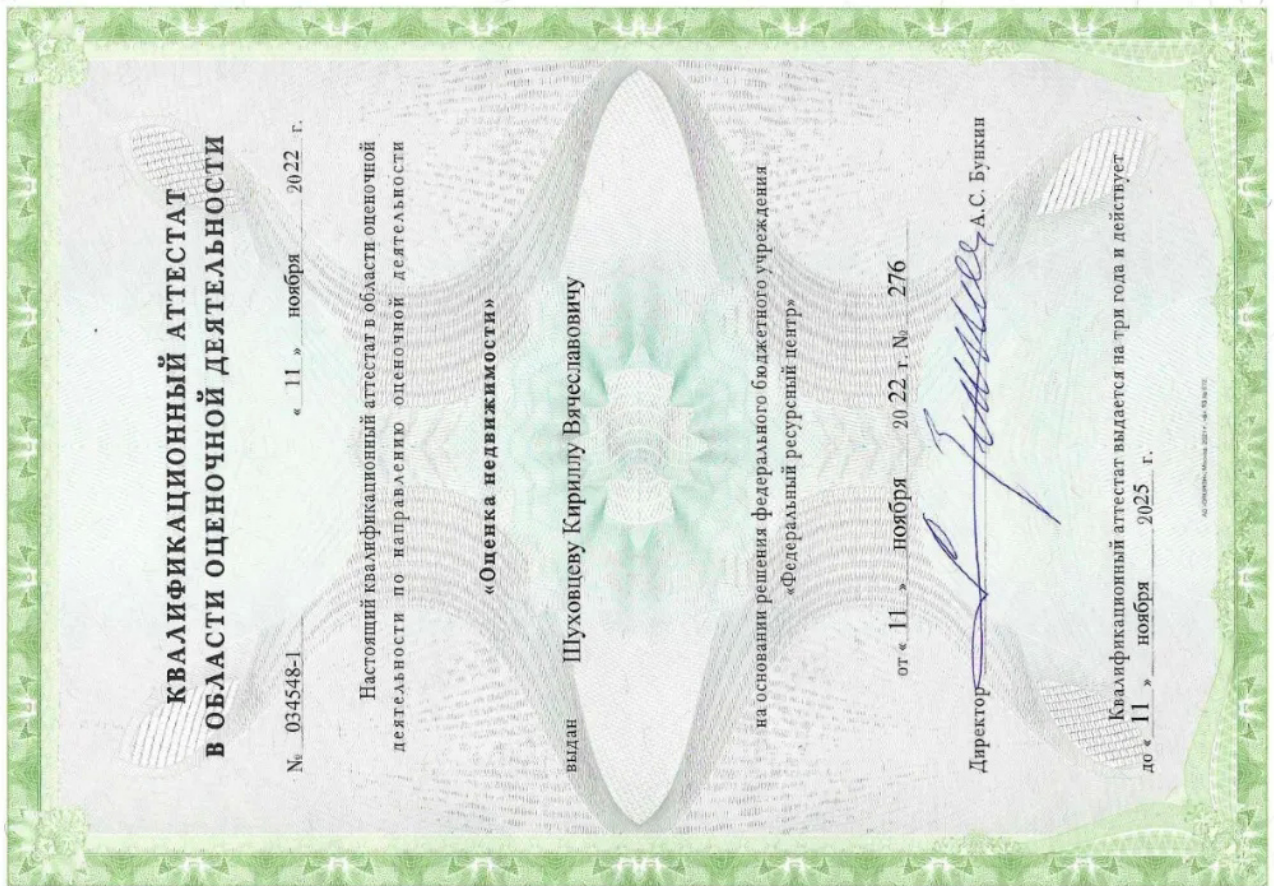 КВАЛИФИКАЦИОННЫЙ АТТЕСТАТ
В ОБЛАСТИ ОЦЕНОЧНОЙ ДЕЯТЕЛЬНОСТИ
№ 034548-1 « 11 » ноября 2022 г.
Настоящий квалификационный аттестат в области оценочной
деятельности по направлению оценочной деятельности
«Оценка недвижимости»
выдан Шуховцеву Кириллу Вячеславовичу
на основании решения федерального бюджетного учреждения
«Федеральный ресурсный центр»
от « 11 » ноября 20 22 г. № 276
Директор А.С. Бункин
Квалификационный аттестат выдается на три года и действует
до « 11 » ноября 2025 г.